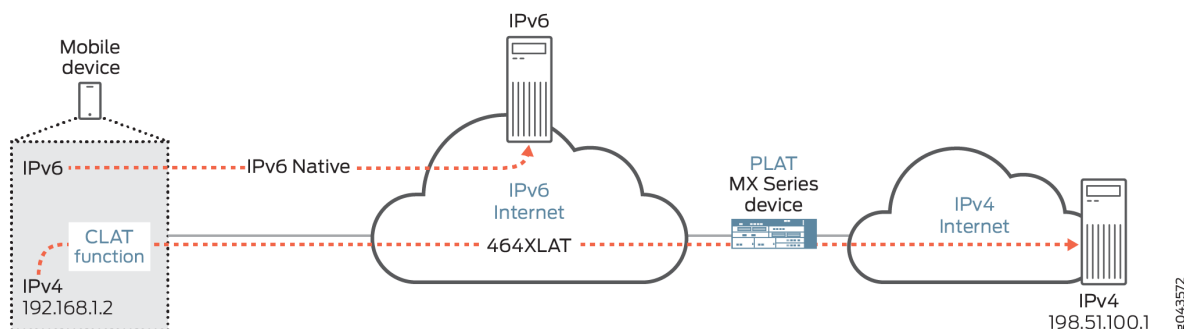 IPv6
Mobile
device
IPv6
IPv6 Native
PLAT
MX Series
device
IPv6
Internet
IPv4
Internet
CLAT
function
464XLAT
IPv4
192.168.1.2
IPv4
198.51.100.1
g043572